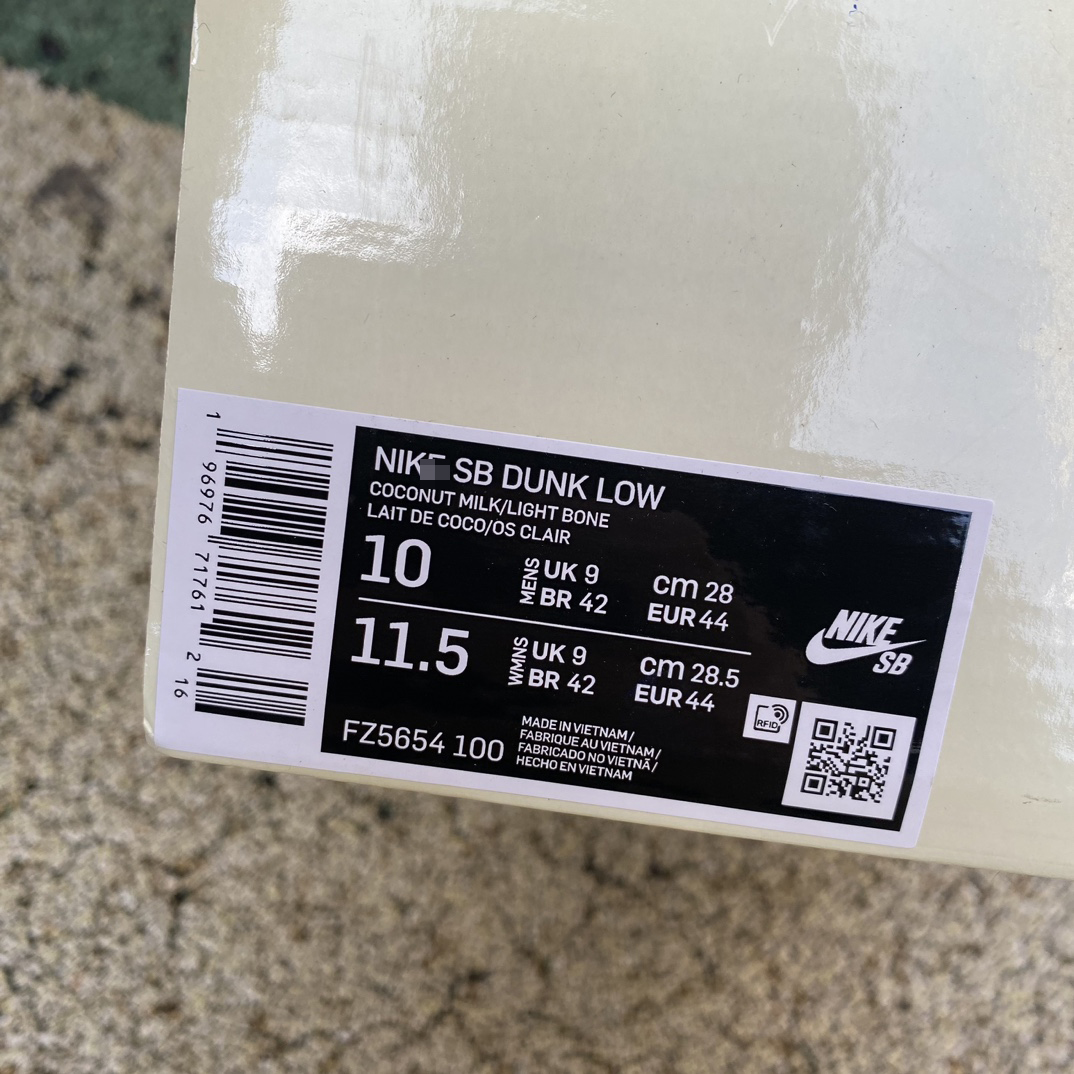 NIKE SB DUNK LOW
COCONUT MILK/LIGHT BONE
LAIT DE COCO/OS CLAIR
10
MENS
UK 9
BR 42
cm 28
EUR 44
11.5
WMNS
UK 9
BR 42
cm 28.5
EUR 44
FZ5654 100
MADE IN VIETNAM/
FABRIQUE AU VIETNAM/
FABRICADO NO VIETNÃ/
HECHO EN VIETNAM
NIKE
SB
RFID
1 96976 71761 2 16